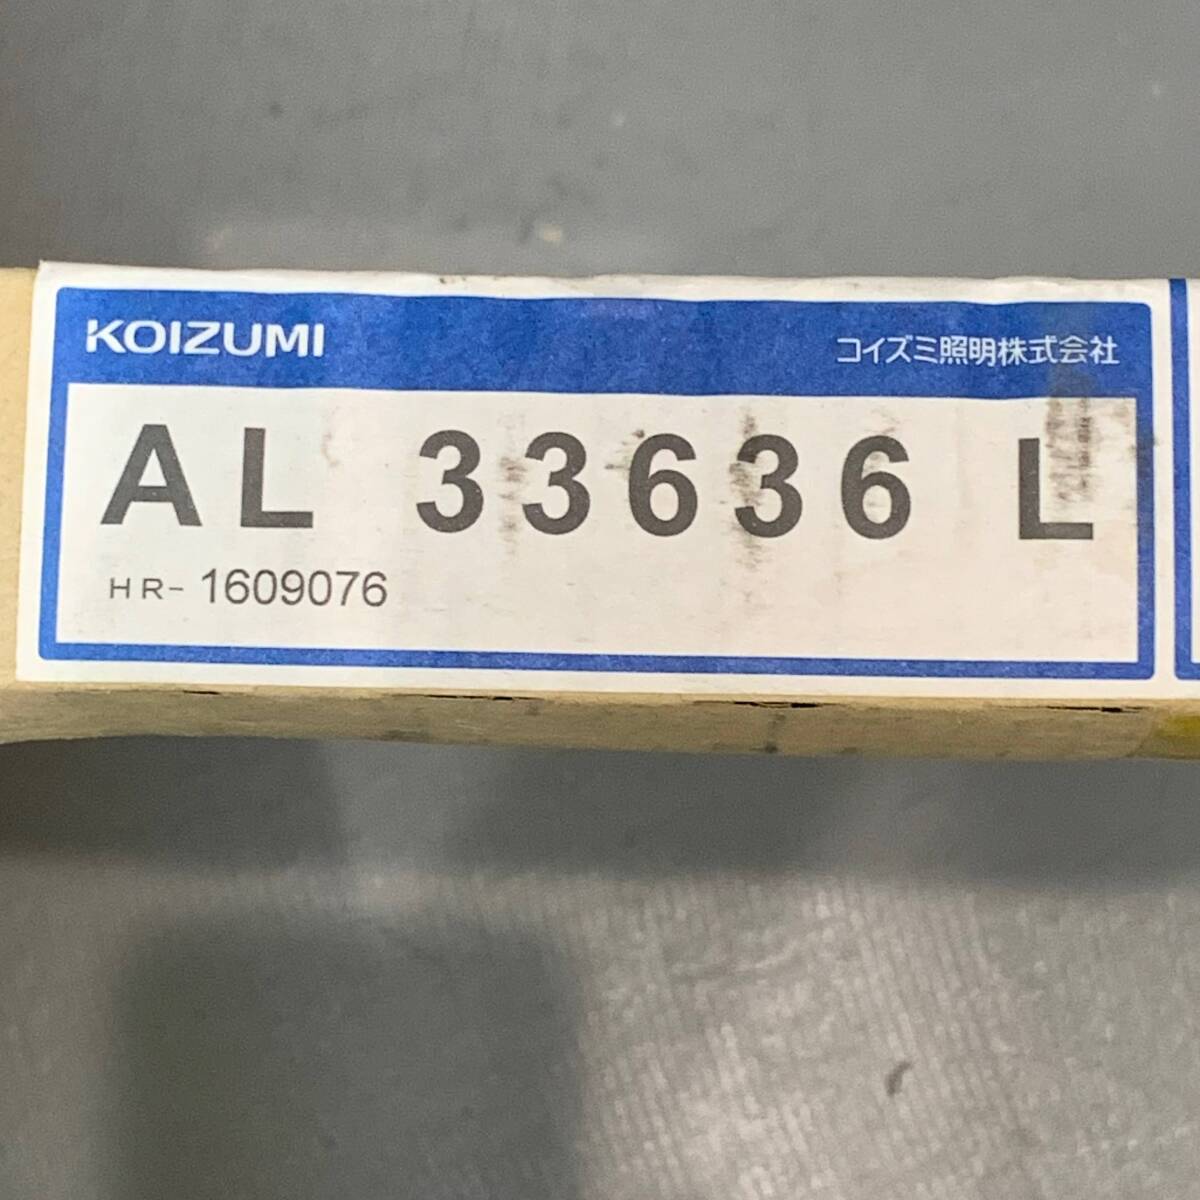 KOIZUMI コイズミ照明株式会社
AL 33636 L
HR- 1609076